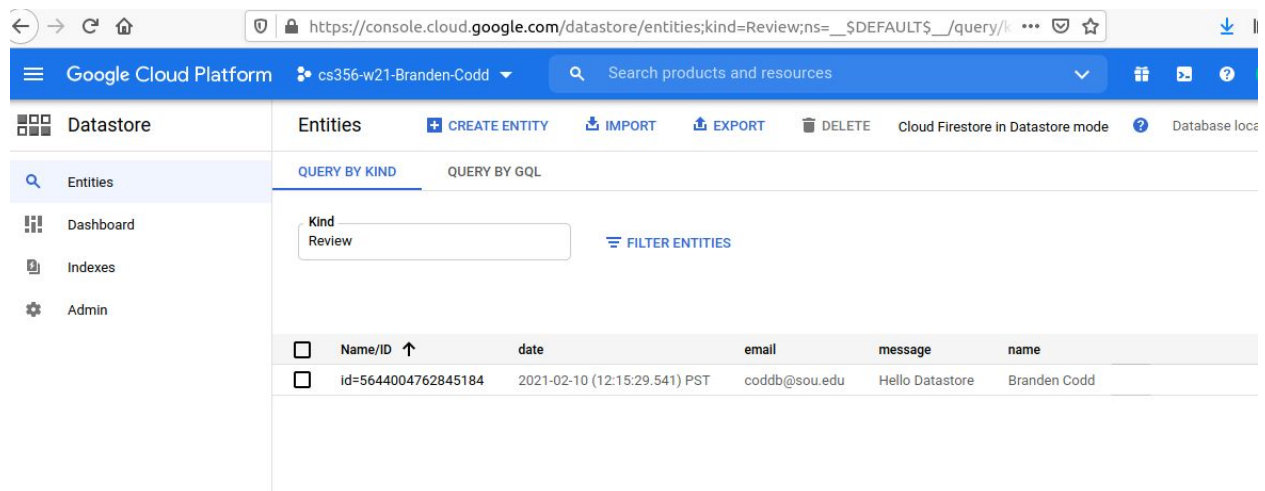 https://console.cloud.google.com/datastore/entities;kind=Review;ns=__$DEFAULT$__/query/k
Google Cloud Platform cs356-w21-Branden-Codd Search products and resources
Datastore Entities CREATE ENTITY IMPORT EXPORT DELETE Cloud Firestore in Datastore mode Database loca
Entities
Dashboard
Indexes
Admin
QUERY BY KIND QUERY BY GQL
Kind
Review FILTER ENTITIES
Name/ID date email message name
id=5644004762845184 2021-02-10 (12:15:29.541) PST coddb@sou.edu Hello Datastore Branden Codd